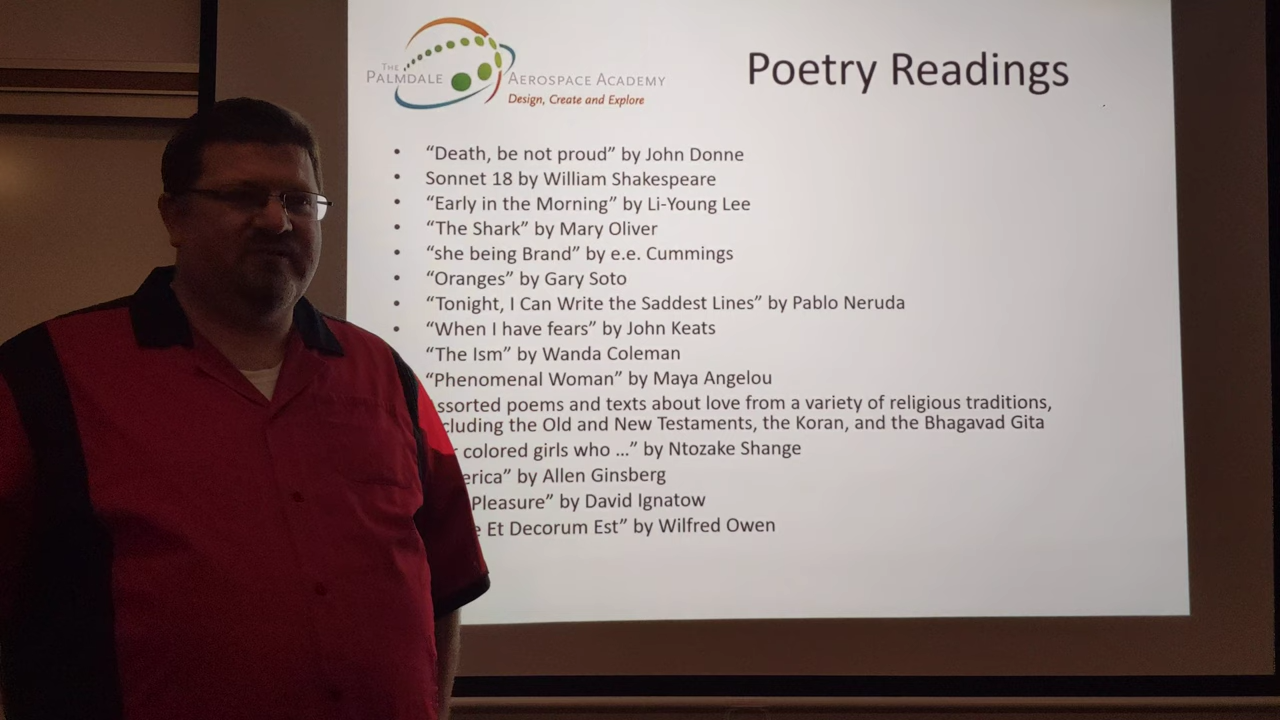 THE
PALMDALE AEROSPACE ACADEMY
Design, Create and Explore
Poetry Readings
• “Death, be not proud” by John Donne
• Sonnet 18 by William Shakespeare
• “Early in the Morning” by Li-Young Lee
• “The Shark” by Mary Oliver
• “she being Brand” by e.e. Cummings
• “Oranges” by Gary Soto
• “Tonight, I Can Write the Saddest Lines” by Pablo Neruda
• “When I have fears” by John Keats
“The Ism” by Wanda Coleman
“Phenomenal Woman” by Maya Angelou
ssorted poems and texts about love from a variety of religious traditions,
cluding the Old and New Testaments, the Koran, and the Bhagavad Gita
colored girls who ...” by Ntozake Shange
erica” by Allen Ginsberg
Pleasure” by David Ignatow
Et Decorum Est” by Wilfred Owen